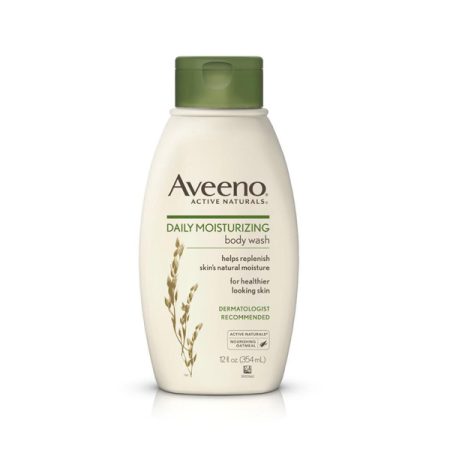 Aveeno®
ACTIVE NATURALS®
DAILY MOISTURIZING
body wash
helps replenish
skin's natural moisture
for healthier
looking skin
DERMATOLOGIST
RECOMMENDED
ACTIVE NATURALS®
NOURISHING
OATMEAL
12 fl oz. (354 mL)